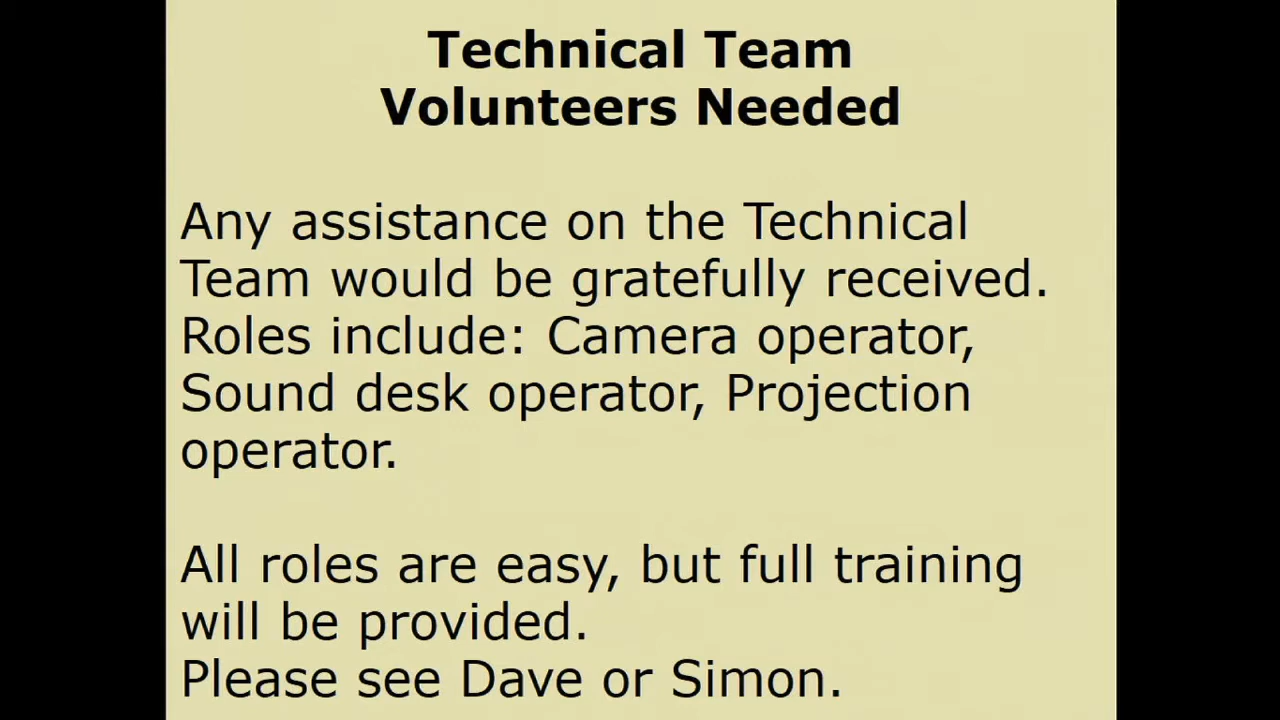 Technical Team
Volunteers Needed
Any assistance on the Technical
Team would be gratefully received.
Roles include: Camera operator,
Sound desk operator, Projection
operator.
All roles are easy, but full training
will be provided.
Please see Dave or Simon.